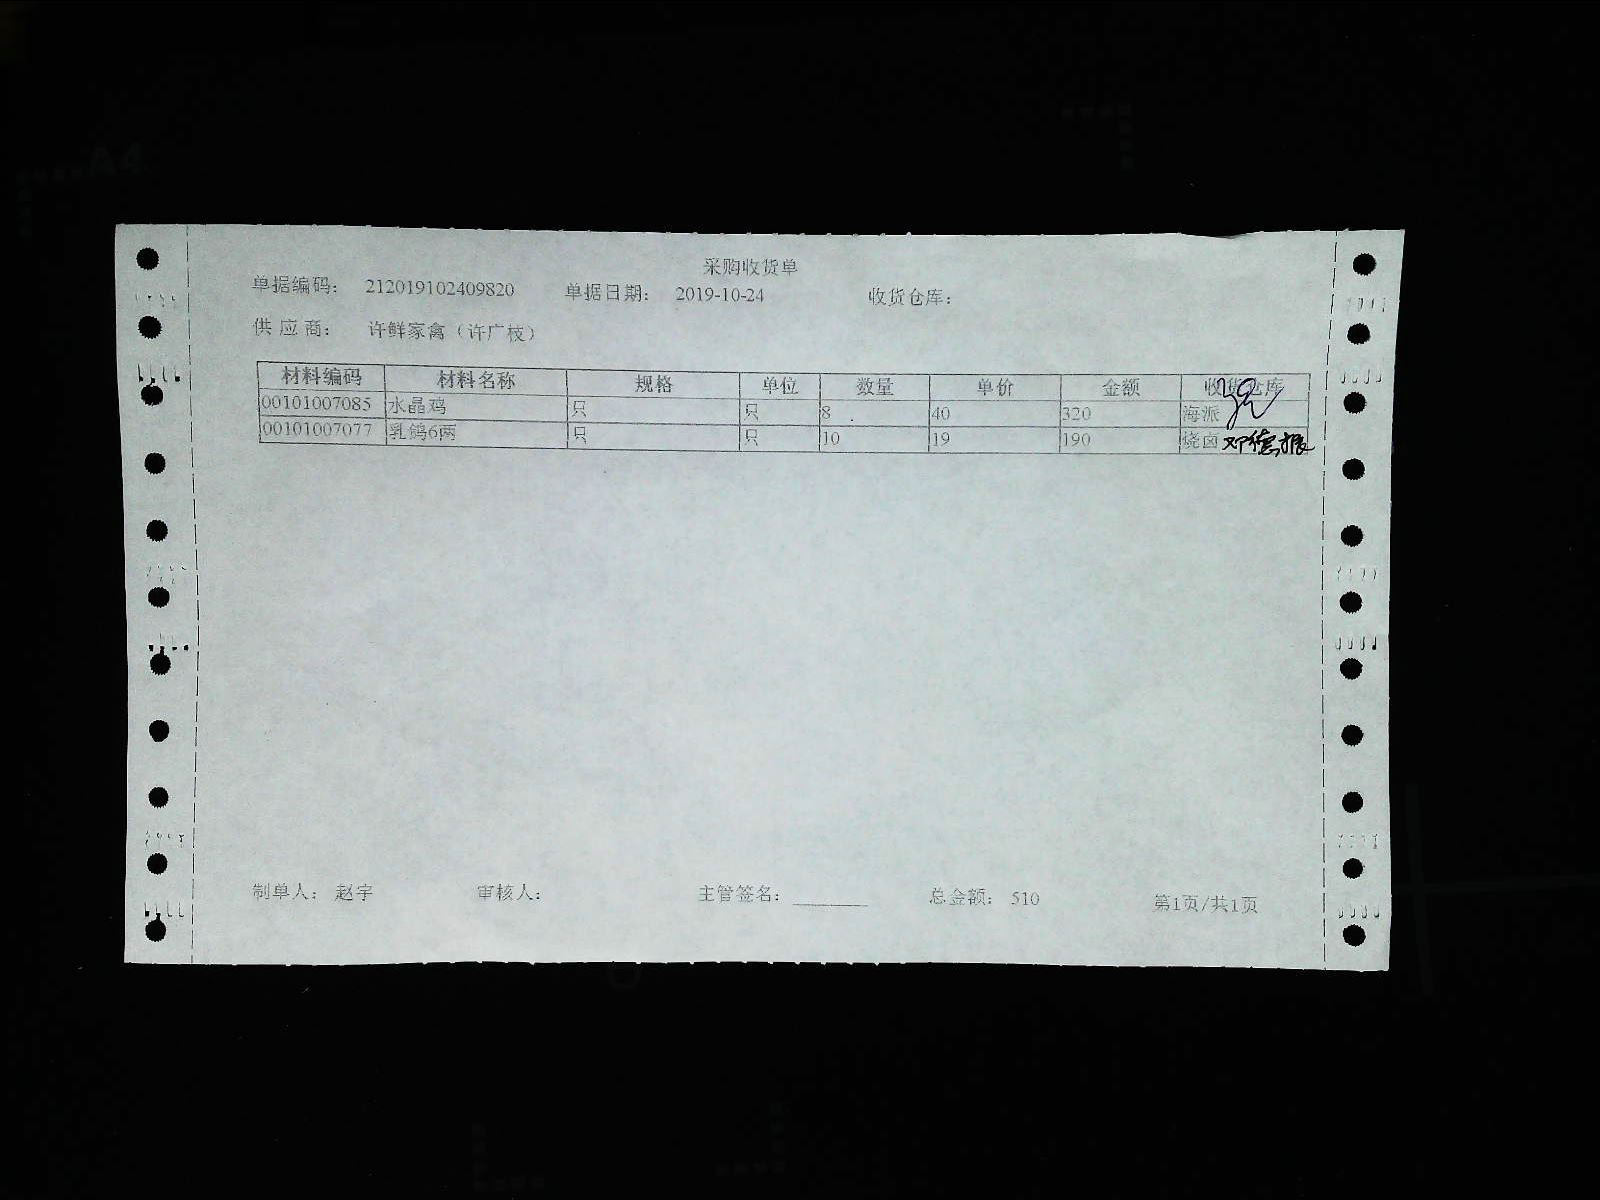 采购收货单
单据编码： 212019102409820 单据日期： 2019-10-24 收货仓库：
供 应 商： 许鲜家禽（许广枝）
材料编码 材料名称 规格 单位 数量 单价 金额 收货仓库
00101007085 水晶鸡 只 只 8 40 320 海派
00101007077 乳鸽6两 只 只 10 19 190 烧卤 邓德振
制单人： 赵宇 审核人： 主管签名： 总金额： 510 第1页/共1页